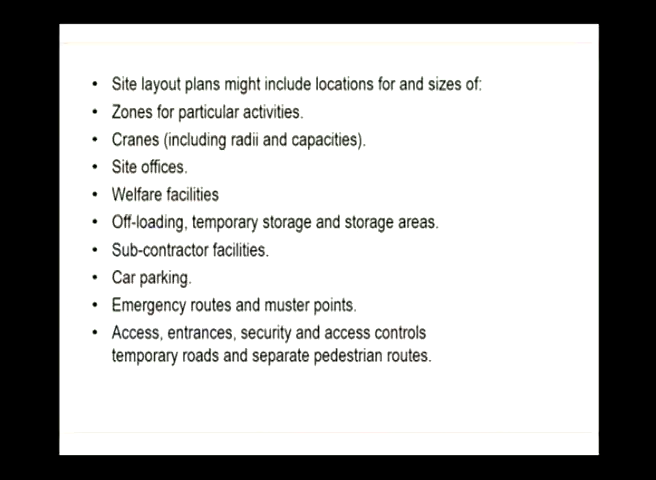 • Site layout plans might include locations for and sizes of:
• Zones for particular activities.
• Cranes (including radii and capacities).
• Site offices.
• Welfare facilities
• Off-loading, temporary storage and storage areas.
• Sub-contractor facilities.
• Car parking.
• Emergency routes and muster points.
• Access, entrances, security and access controls
temporary roads and separate pedestrian routes.